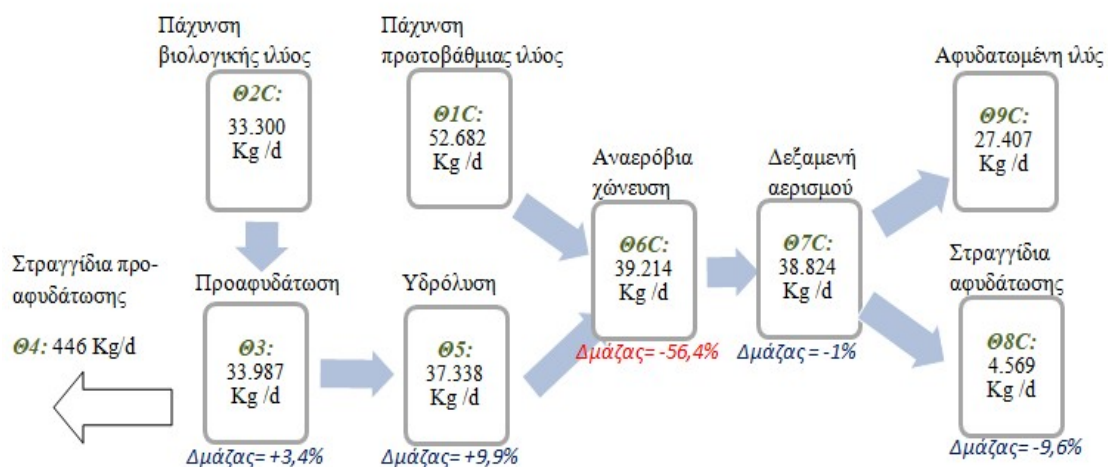 Πάχυνση
βιολογικής ιλύος
Θ2C:
33.300
Kg /d
Πάχυνση
πρωτοβάθμιας ιλύος
Θ1C:
52.682
Kg /d
Αφυδατωμένη ιλύς
Θ9C:
27.407
Kg /d
Αναερόβια
χώνευση
Θ6C:
39.214
Kg /d
Δμάζας= -56,4%
Δεξαμενή
αερισμού
Θ7C:
38.824
Kg /d
Δμάζας = -1%
Στραγγίδια προ-
αφυδάτωσης
Θ4: 446 Kg/d
Προαφυδάτωση
Θ3:
33.987
Kg /d
Δμάζας= +3,4%
Υδρόλυση
Θ5:
37.338
Kg /d
Δμάζας= +9,9%
Στραγγίδια
αφυδάτωσης
Θ8C:
4.569
Kg /d
Δμάζας= -9,6%